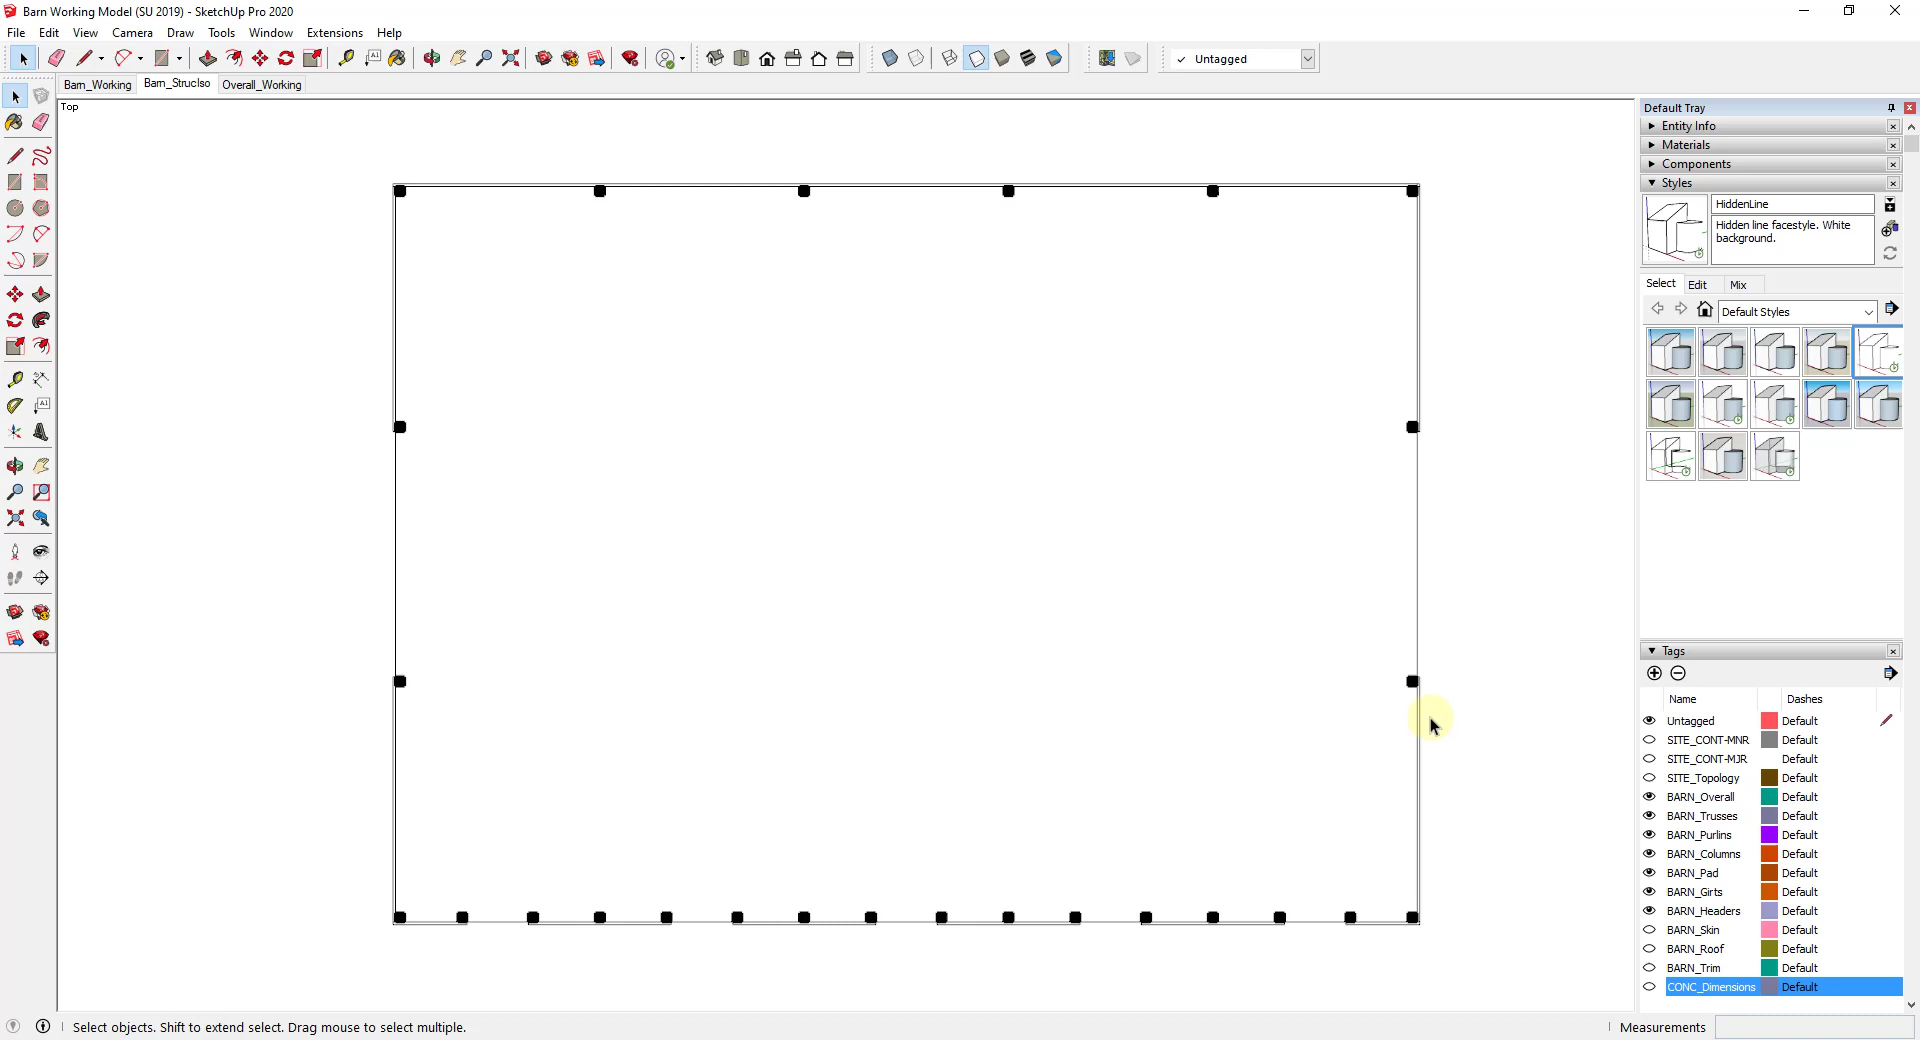 Barn Working Model (SU 2019) - SketchUp Pro 2020
File Edit View Camera Draw Tools Window Extensions Help
Untagged
Barn_Working Barn_StrucIso Overall_Working
Top
Default Tray
Entity Info
Materials
Components
Styles
HiddenLine
Hidden line facestyle. White
background.
Select Edit Mix
Default Styles
Tags
Name Dashes
Untagged Default
SITE_CONT-MNR Default
SITE_CONT-MJR Default
SITE_Topology Default
BARN_Overall Default
BARN_Trusses Default
BARN_Purlins Default
BARN_Columns Default
BARN_Pad Default
BARN_Girts Default
BARN_Headers Default
BARN_Skin Default
BARN_Roof Default
BARN_Trim Default
CONC_Dimensions Default
Select objects. Shift to extend select. Drag mouse to select multiple.
Measurements